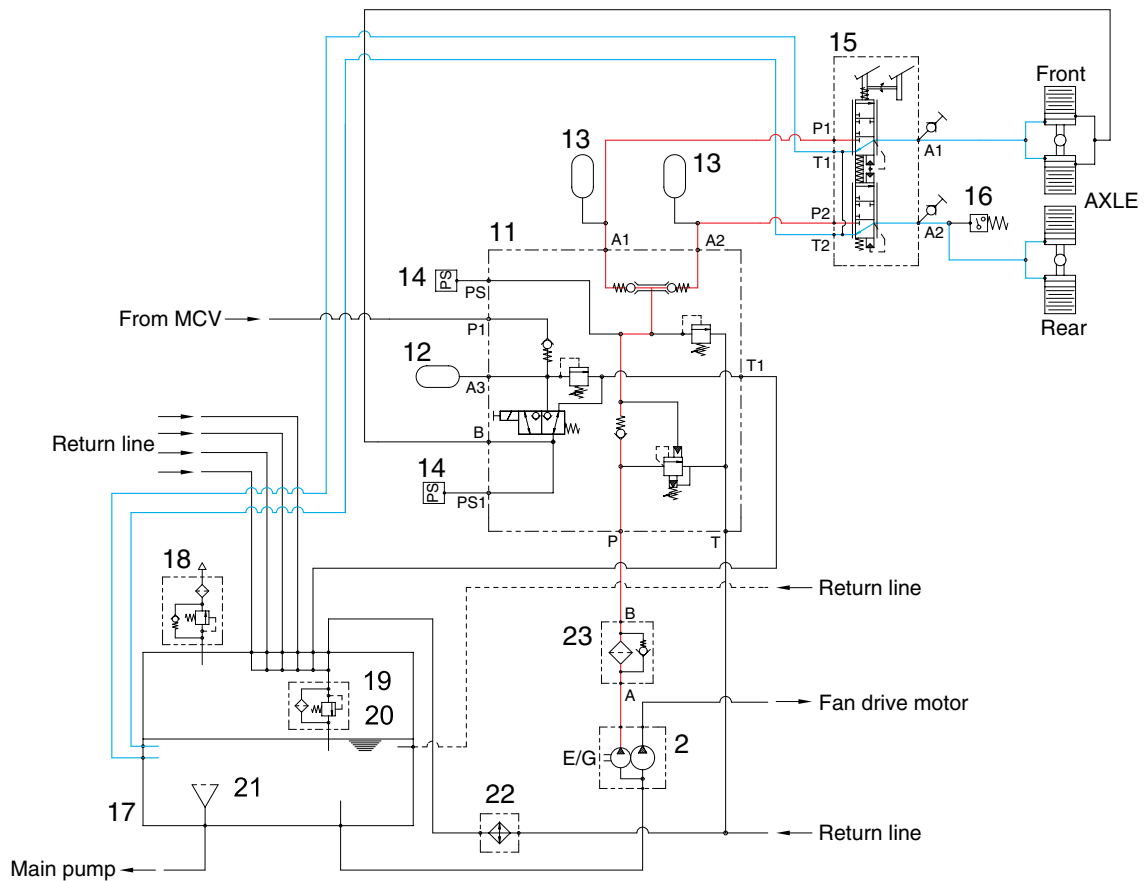 15
Front
13
P1
13
T1
A1
AXLE
16
P2
A2
11
A1
A2
T2
14
PS
PS
Rear
From MCV
P1
12
A3
T1
Return line
B
14
PS
PS1
P
T
18
Return line
B
23
19
A
20
Fan drive motor
2
E/G
21
22
17
Return line
Main pump